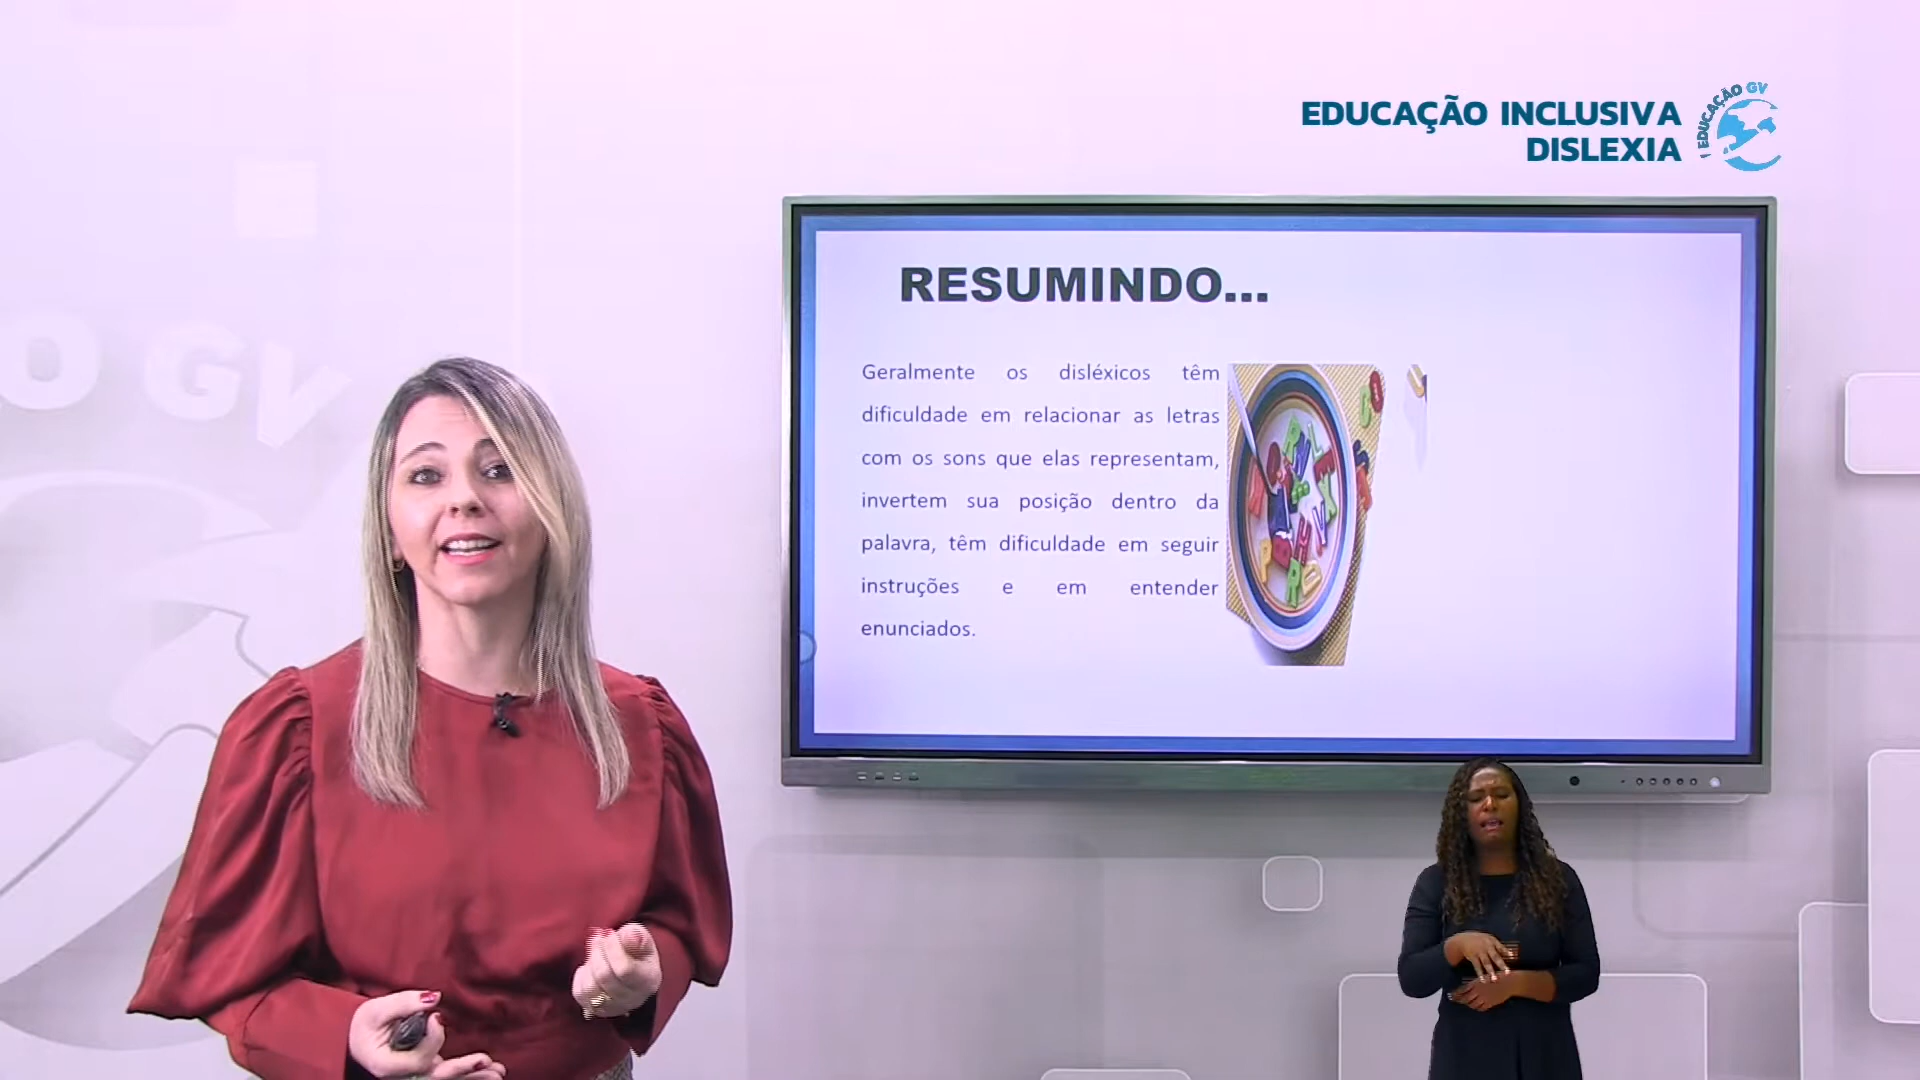 EDUCAÇÃO INCLUSIVA
DISLEXIA
EDUCAÇÃO GV
RESUMINDO...
Geralmente os disléxicos têm
dificuldade em relacionar as letras
com os sons que elas representam,
invertem sua posição dentro da
palavra, têm dificuldade em seguir
instruções e em entender
enunciados.
O GV